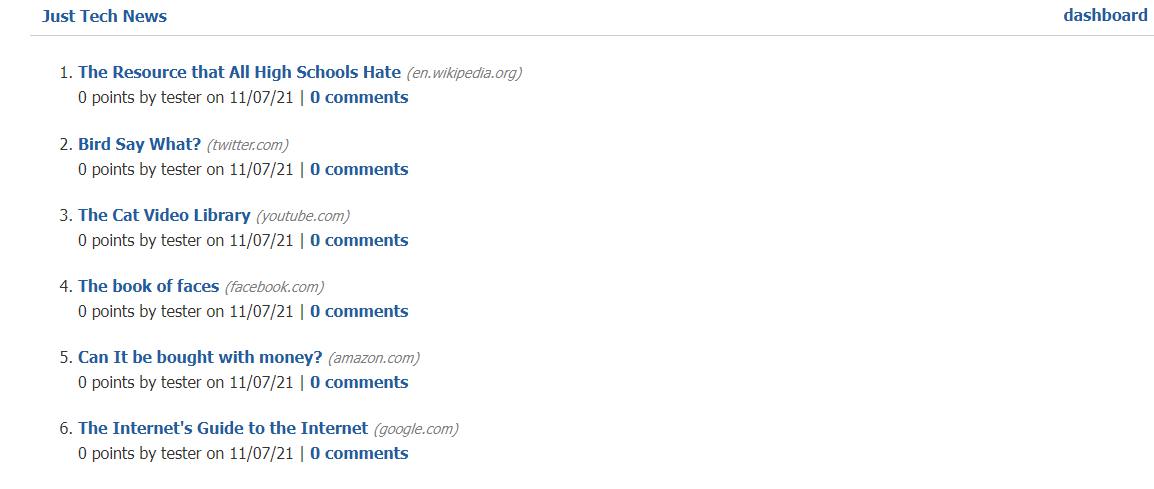 Just Tech News
dashboard
1. The Resource that All High Schools Hate (en.wikipedia.org)
0 points by tester on 11/07/21 | 0 comments
2. Bird Say What? (twitter.com)
0 points by tester on 11/07/21 | 0 comments
3. The Cat Video Library (youtube.com)
0 points by tester on 11/07/21 | 0 comments
4. The book of faces (facebook.com)
0 points by tester on 11/07/21 | 0 comments
5. Can It be bought with money? (amazon.com)
0 points by tester on 11/07/21 | 0 comments
6. The Internet's Guide to the Internet (google.com)
0 points by tester on 11/07/21 | 0 comments